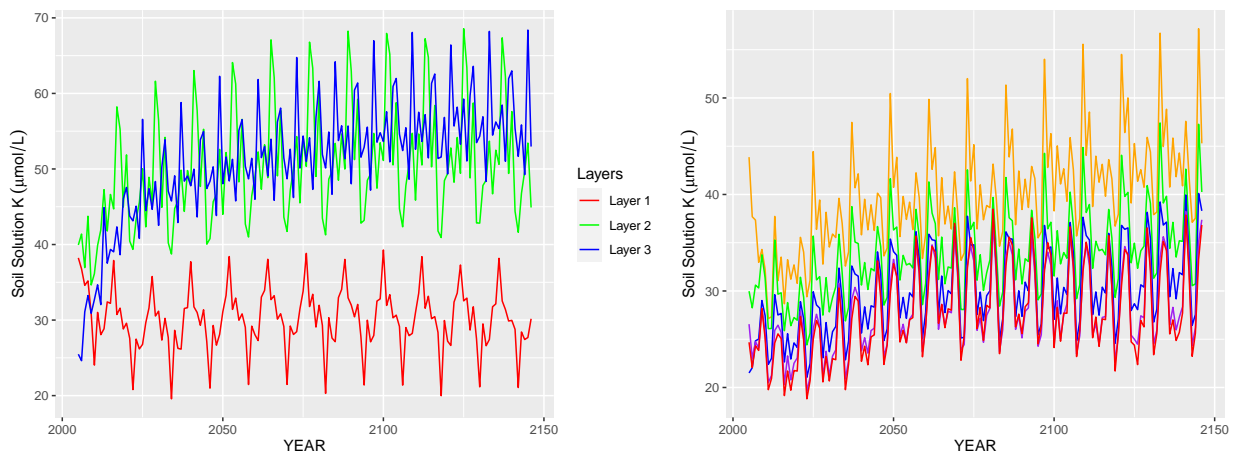 70
60
50
40
30
20
Soil Solution K (μmol/L)
2000 2050 2100 2150
YEAR
Layers
Layer 1
Layer 2
Layer 3
50
40
30
20
Soil Solution K (μmol/L)
2000 2050 2100 2150
YEAR